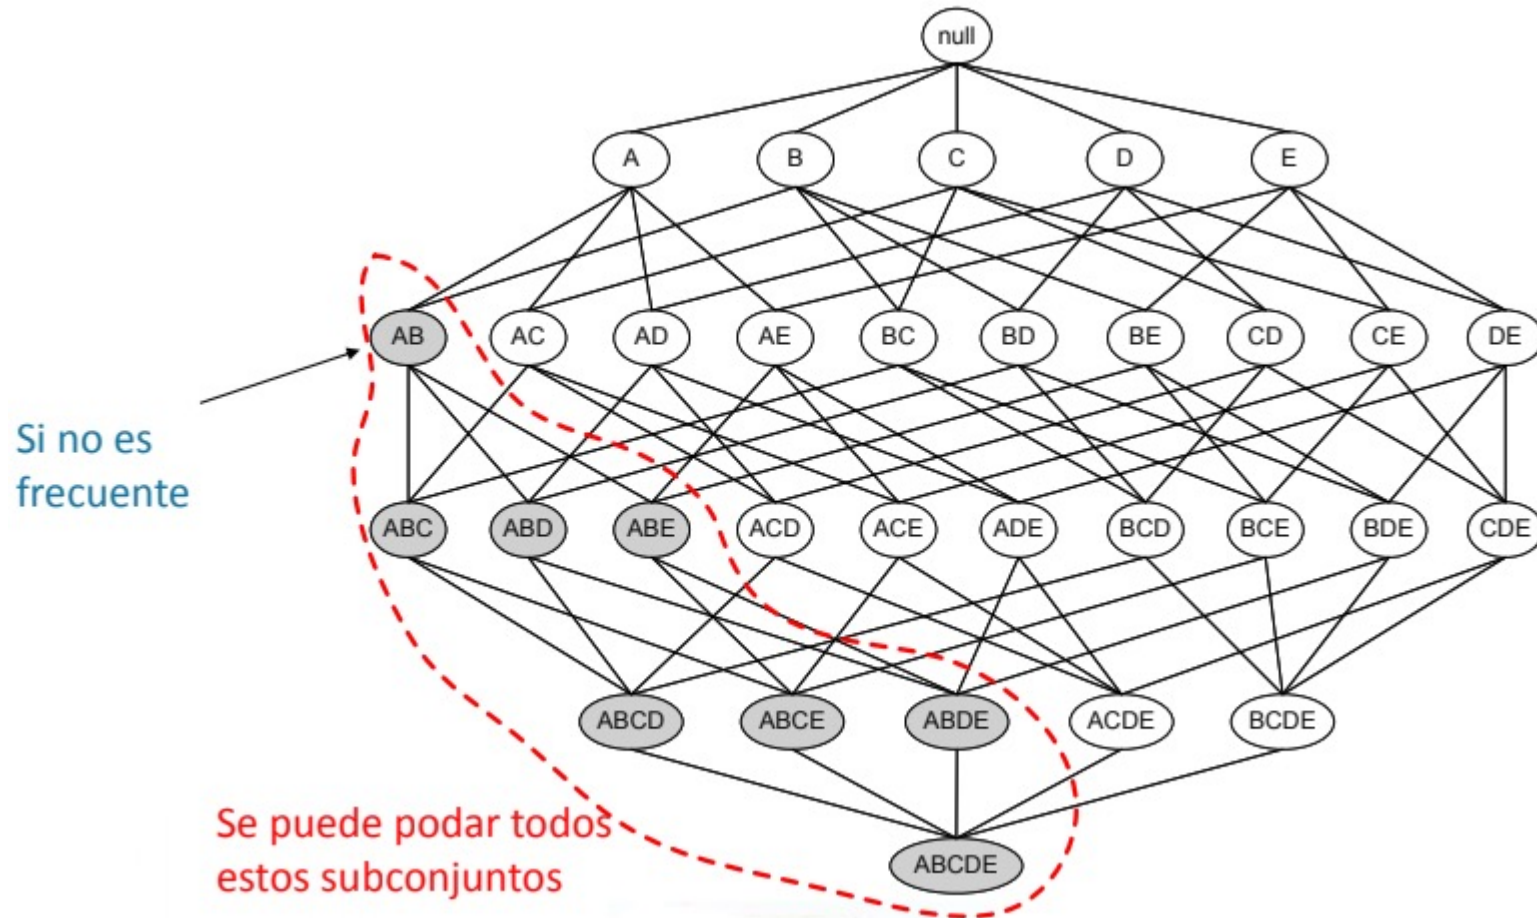 null
A B C D E
AB AC AD AE BC BD BE CD CE DE
Si no es
frecuente
ABC ABD ABE ACD ACE ADE BCD BCE BDE CDE
ABCD ABCE ABDE ACDE BCDE
Se puede podar todos
estos subconjuntos
ABCDE